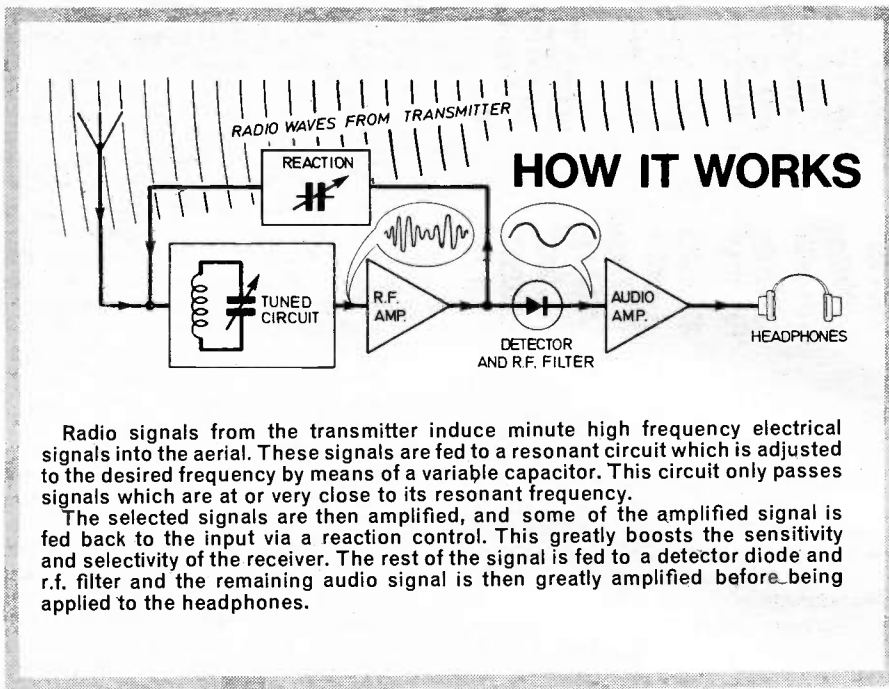 RADIO WAVES FROM TRANSMITTER
HOW IT WORKS
REACTION
TUNED
CIRCUIT
R.F.
AMP.
DETECTOR
AND R.F. FILTER
AUDIO
AMP.
HEADPHONES
Radio signals from the transmitter induce minute high frequency electrical
signals into the aerial. These signals are fed to a resonant circuit which is adjusted
to the desired frequency by means of a variable capacitor. This circuit only passes
signals which are at or very close to its resonant frequency.
The selected signals are then amplified, and some of the amplified signal is
fed back to the input via a reaction control. This greatly boosts the sensitivity
and selectivity of the receiver. The rest of the signal is fed to a detector diode and
r.f. filter and the remaining audio signal is then greatly amplified before being
applied to the headphones.